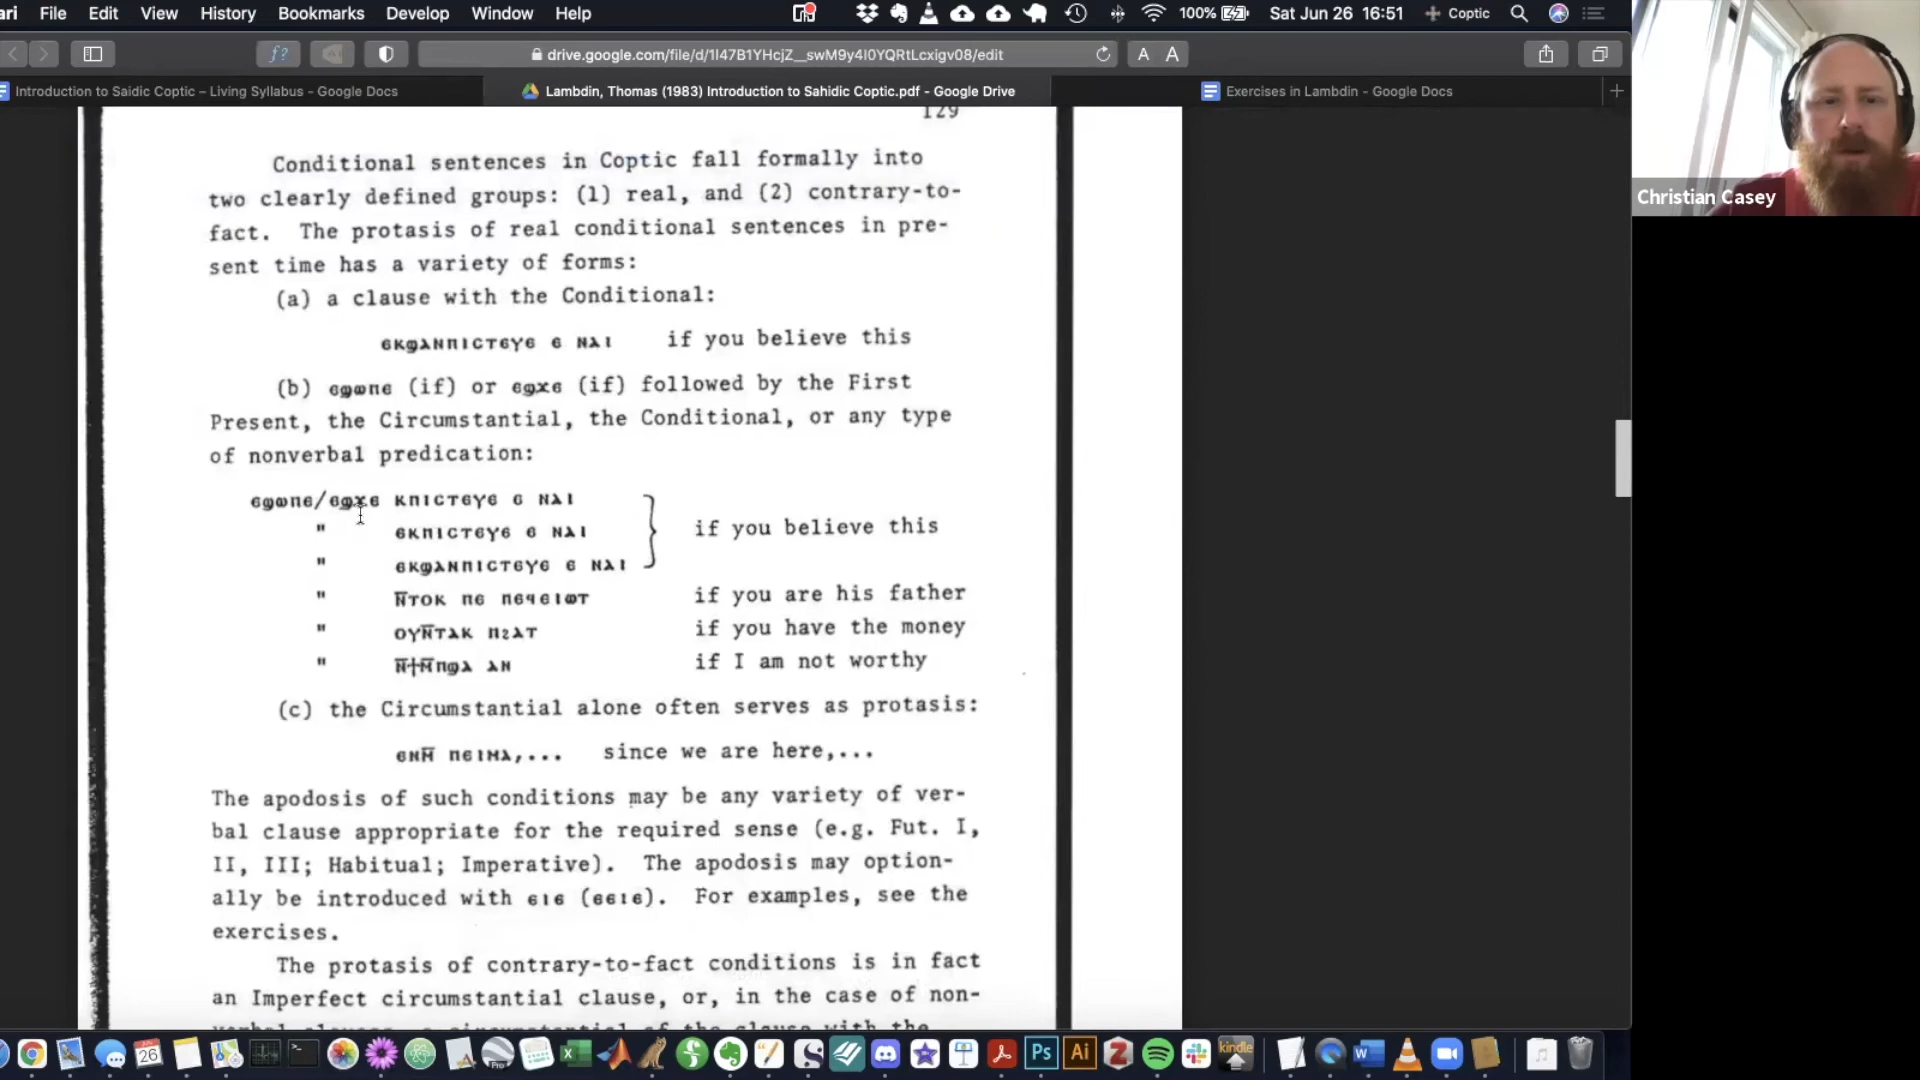 ari File Edit View History Bookmarks Develop Window Help 100% Sat Jun 26 16:51 Coptic
drive.google.com/file/d/1I47B1YHcjZ__swM9y4I0YQRtLcxigv08/edit
Introduction to Saidic Coptic – Living Syllabus - Google Docs
Lambdin, Thomas (1983) Introduction to Sahidic Coptic.pdf - Google Drive
Exercises in Lambdin - Google Docs
Christian Casey
129
Conditional sentences in Coptic fall formally into
two clearly defined groups: (1) real, and (2) contrary-to-
fact. The protasis of real conditional sentences in pre-
sent time has a variety of forms:
(a) a clause with the Conditional:
ⲉⲕϣⲁⲛⲡⲓⲥⲧⲉⲩⲉ ⲉ ⲛⲁⲓ if you believe this
(b) ⲉϣⲱⲡⲉ (if) or ⲉϣϫⲉ (if) followed by the First
Present, the Circumstantial, the Conditional, or any type
of nonverbal predication:
ⲉϣⲱⲡⲉ/ⲉϣϫⲉ ⲕⲡⲓⲥⲧⲉⲩⲉ ⲉ ⲛⲁⲓ
" ⲉⲕⲡⲓⲥⲧⲉⲩⲉ ⲉ ⲛⲁⲓ if you believe this
" ⲉⲕϣⲁⲛⲡⲓⲥⲧⲉⲩⲉ ⲉ ⲛⲁⲓ
" ⲛ̄ⲧⲟⲕ ⲡⲉ ⲡⲉϥⲉⲓⲱⲧ if you are his father
" ⲟⲩⲛ̄ⲧⲁⲕ ⲡϩⲁⲧ if you have the money
" ⲛ̄ϯⲙ̄ⲡϣⲁ ⲁⲛ if I am not worthy
(c) the Circumstantial alone often serves as protasis:
ⲉⲛⲙ̄ ⲡⲉⲓⲙⲁ,... since we are here,...
The apodosis of such conditions may be any variety of ver-
bal clause appropriate for the required sense (e.g. Fut. I,
II, III; Habitual; Imperative). The apodosis may option-
ally be introduced with ⲉⲓⲉ (ⲉⲉⲓⲉ). For examples, see the
exercises.
The protasis of contrary-to-fact conditions is in fact
an Imperfect circumstantial clause, or, in the case of non-